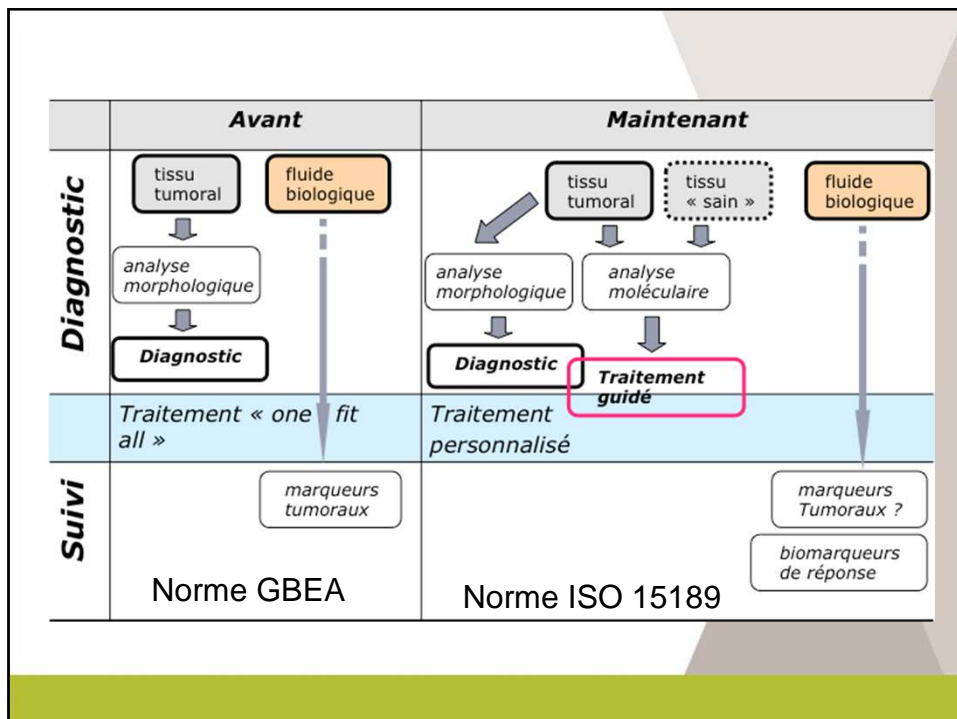 Avant
Maintenant
Diagnostic
tissu
tumoral
fluide
biologique
analyse
morphologique
Diagnostic
tissu
tumoral
tissu
« sain »
fluide
biologique
analyse
morphologique
analyse
moléculaire
Diagnostic
Traitement
guidé
Traitement « one fit
all »
Traitement
personnalisé
Suivi
marqueurs
tumoraux
marqueurs
Tumoraux ?
biomarqueurs
de réponse
Norme GBEA
Norme ISO 15189